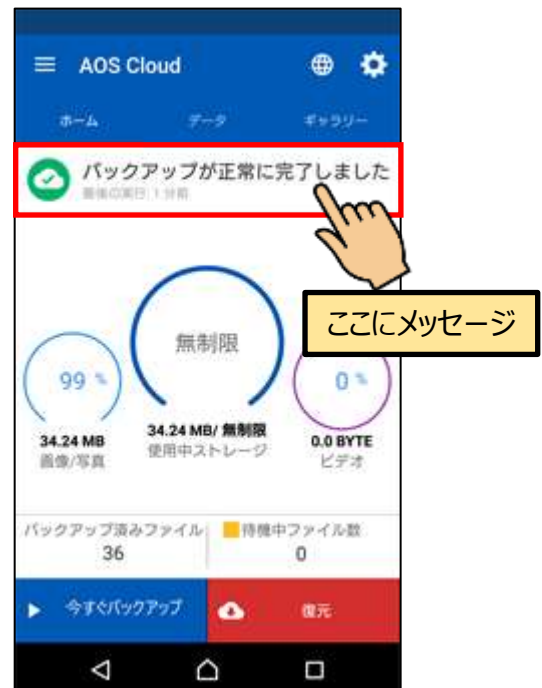 AOS Cloud
ホーム データ ギャラリー
バックアップが正常に完了しました
最後の実行: 1 分前
ここにメッセージ
無制限
99 %
0 %
34.24 MB
画像/写真
34.24 MB/ 無制限
使用中ストレージ
0.0 BYTE
ビデオ
バックアップ済みファイル
36
待機中ファイル数
0
今すぐバックアップ
復元